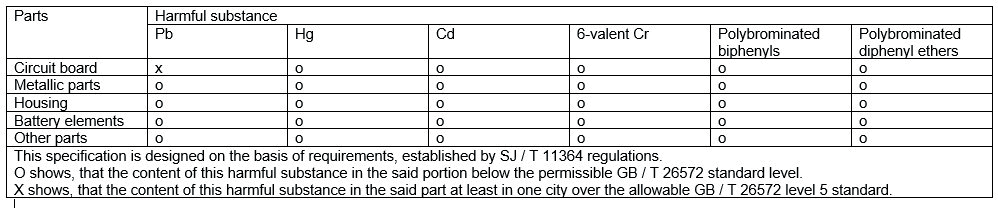 Parts Harmful substance
Pb Hg Cd 6-valent Cr Polybrominated biphenyls Polybrominated diphenyl ethers
Circuit board x o o o o o
Metallic parts o o o o o o
Housing o o o o o o
Battery elements o o o o o o
Other parts o o o o o o
This specification is designed on the basis of requirements, established by SJ / T 11364 regulations.
O shows, that the content of this harmful substance in the said portion below the permissible GB / T 26572 standard level.
X shows, that the content of this harmful substance in the said part at least in one city over the allowable GB / T 26572 level 5 standard.